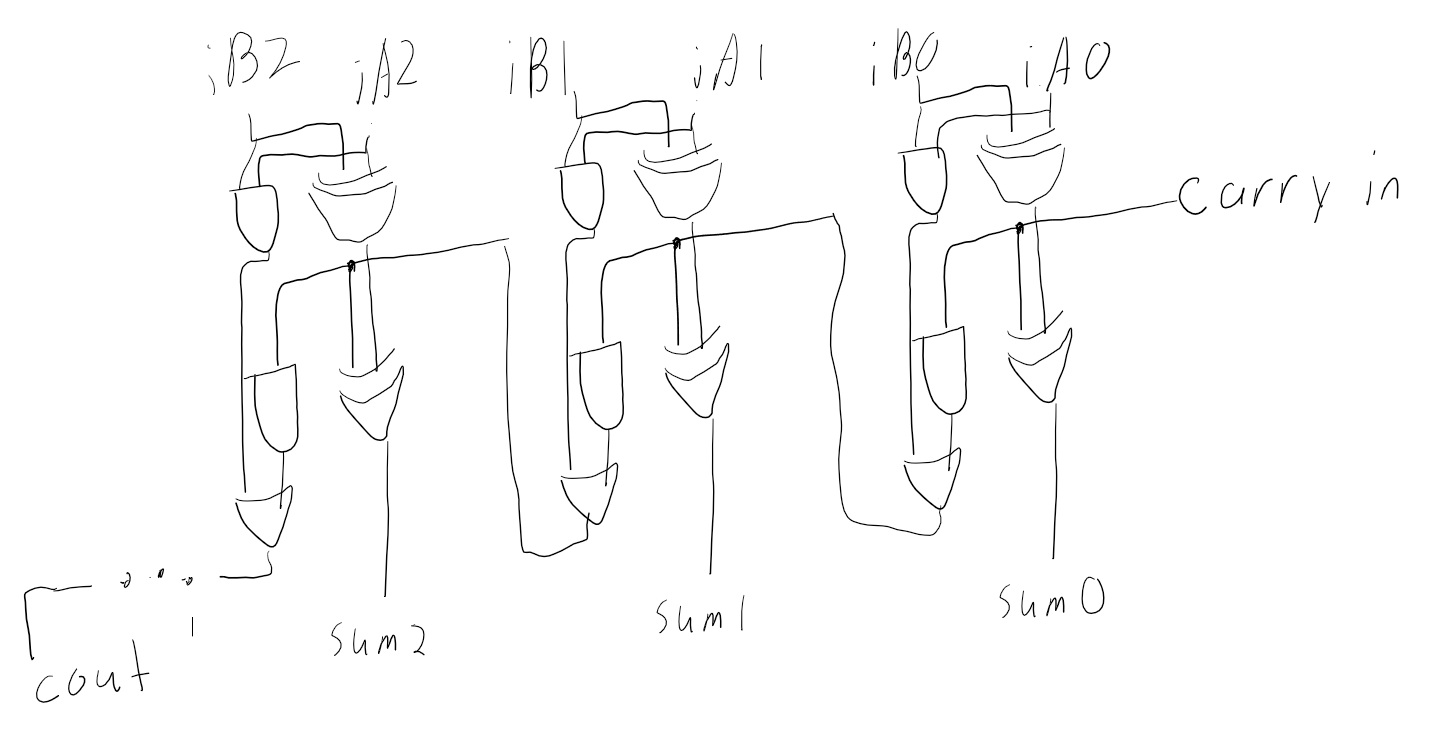 iB2 iA2 iB1 iA1 iB0 iA0
carry in
sum2 sum1 sum0
cout